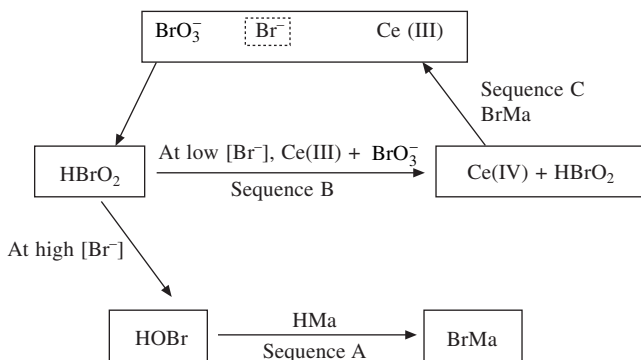 BrO₃⁻ Br⁻ Ce (III)
Sequence C
BrMa
At low [Br⁻], Ce(III) + BrO₃⁻
HBrO₂
Ce(IV) + HBrO₂
Sequence B
At high [Br⁻]
HMa
HOBr
BrMa
Sequence A